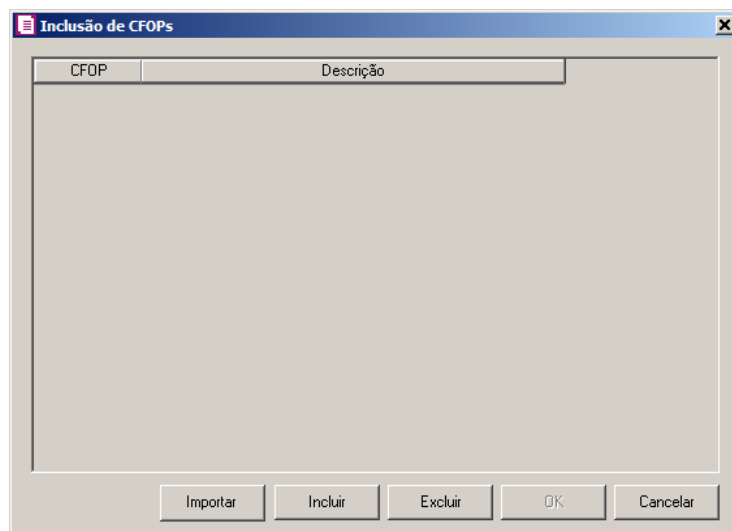 Inclusão de CFOPs
CFOP Descrição
Importar Incluir Excluir OK Cancelar